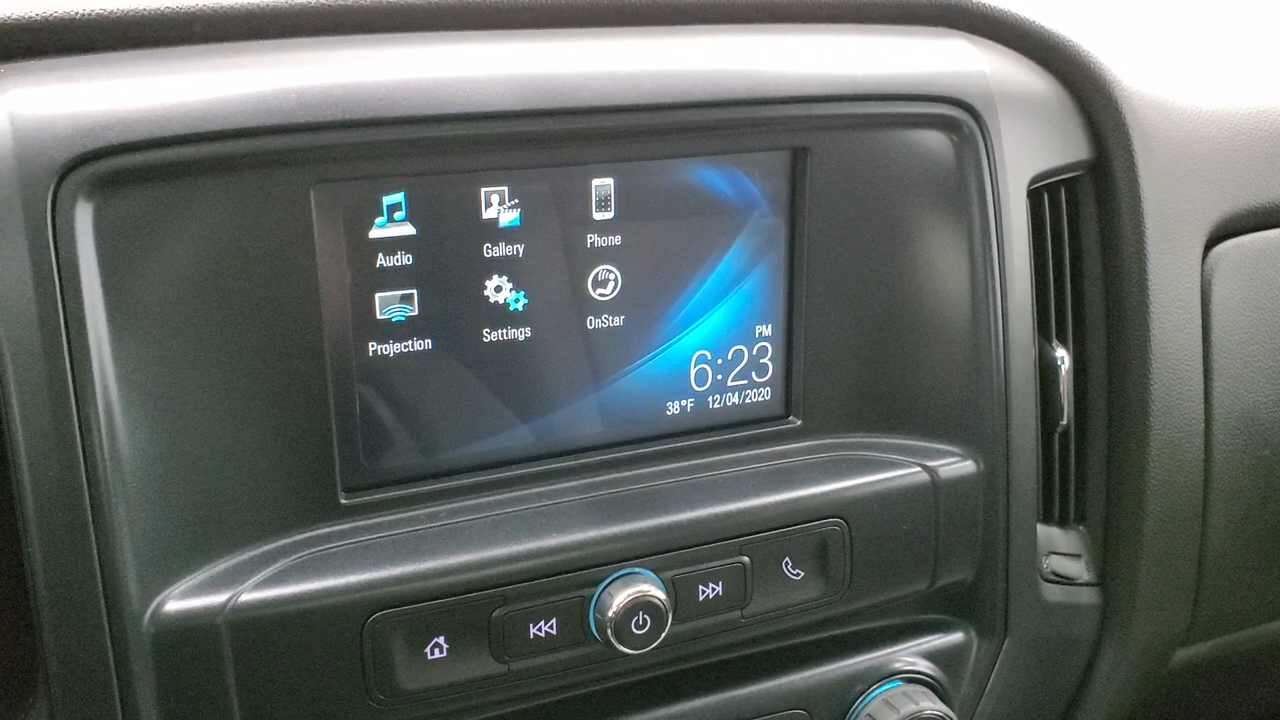 Audio
Gallery
Phone
Projection
Settings
OnStar
PM
6:23
38°F 12/04/2020